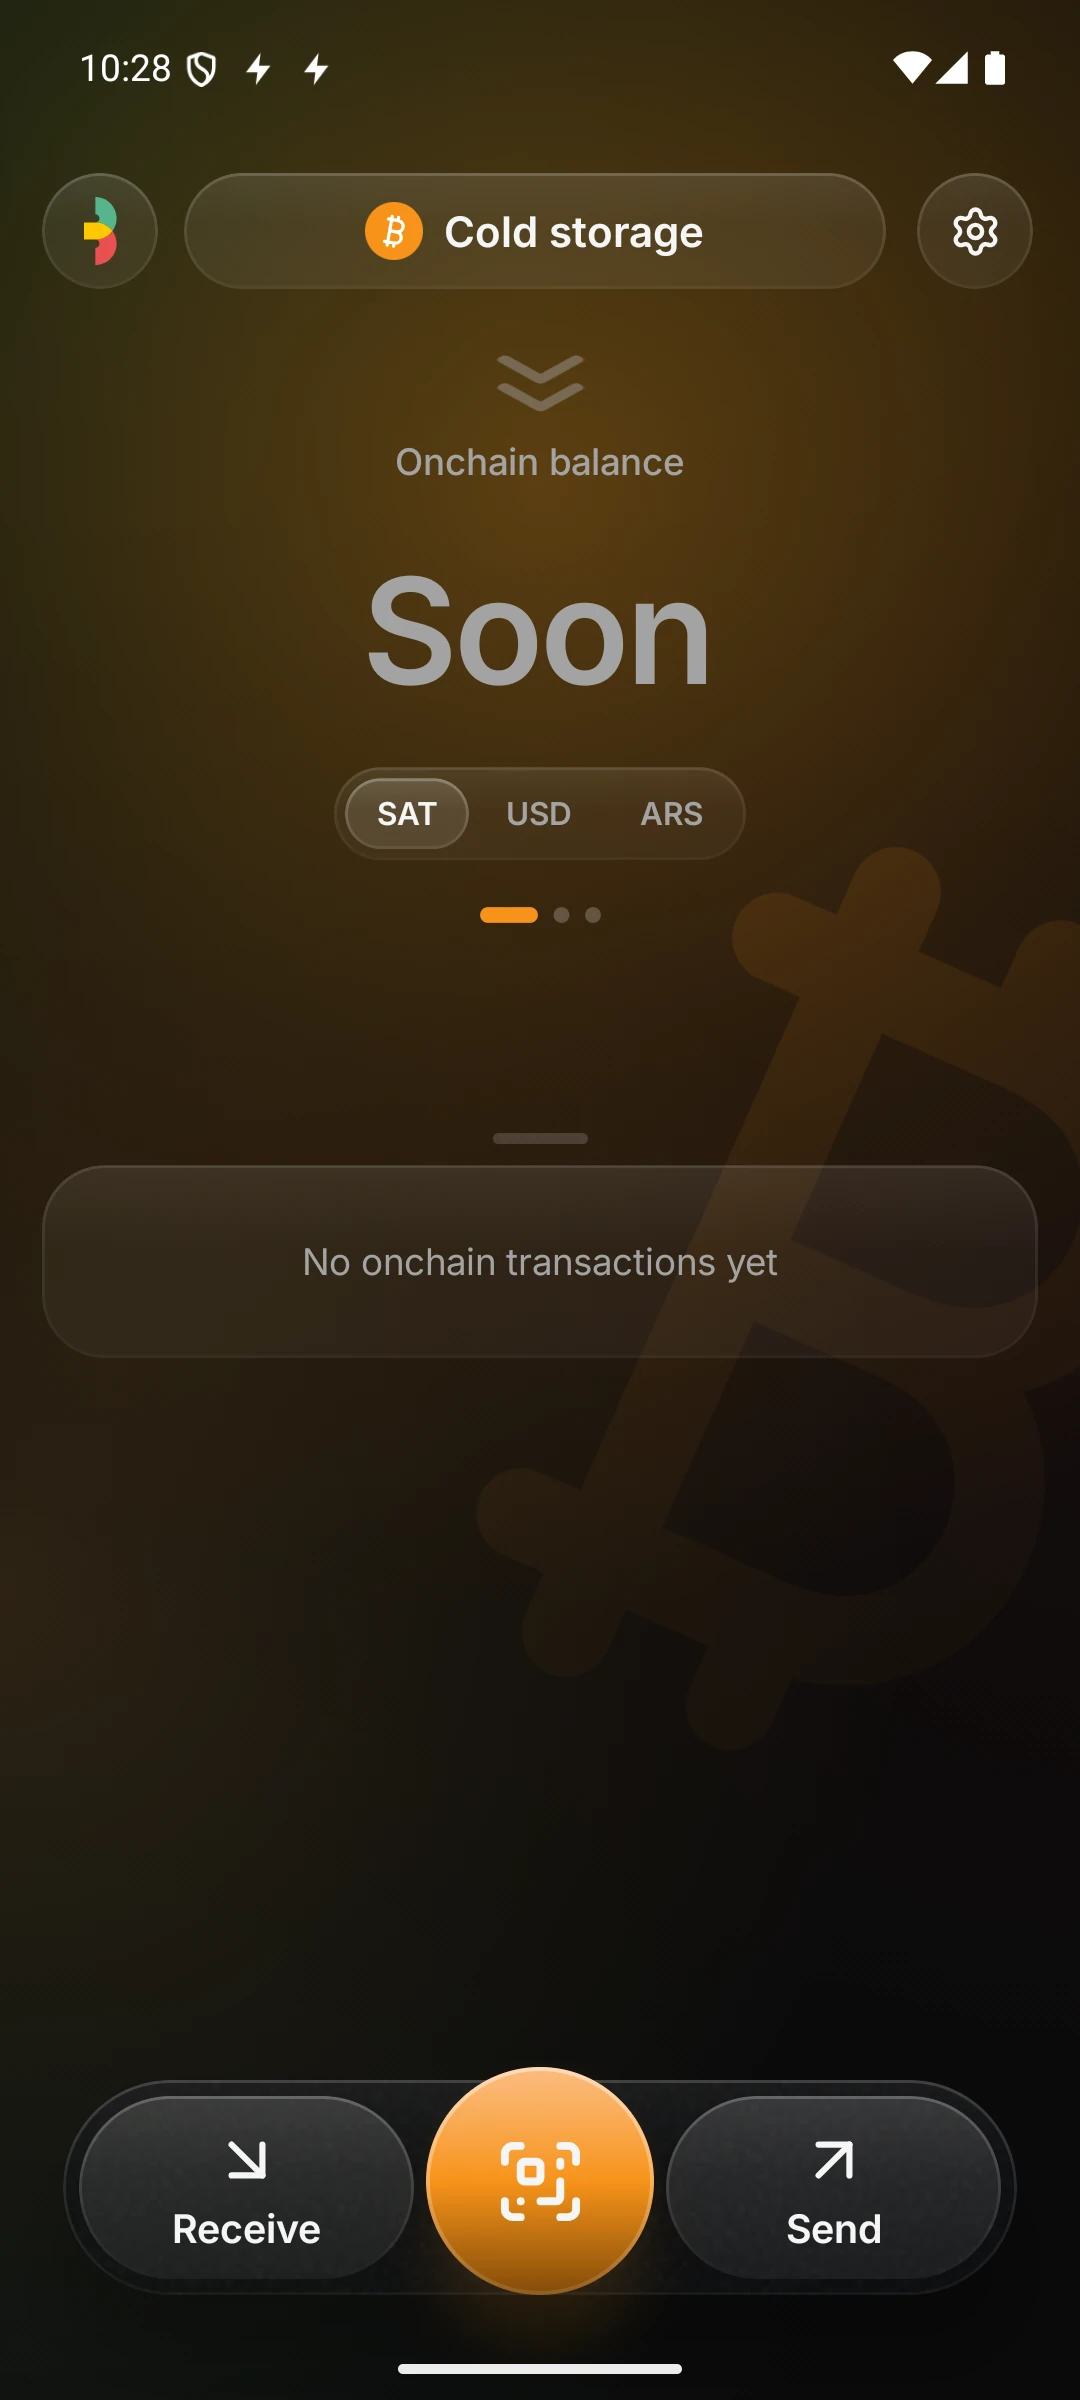 10:28
Cold storage
Onchain balance
Soon
SAT USD ARS
No onchain transactions yet
Receive
Send